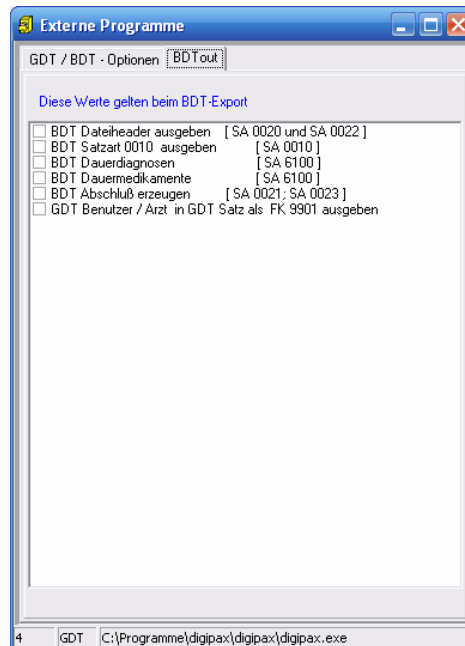 Externe Programme
GDT / BDT - Optionen BDTout
Diese Werte gelten beim BDT-Export
BDT Dateiheader ausgeben [ SA 0020 und SA 0022 ]
BDT Satzart 0010 ausgeben [ SA 0010 ]
BDT Dauerdiagnosen [ SA 6100 ]
BDT Dauermedikamente [ SA 6100 ]
BDT Abschluß erzeugen [ SA 0021; SA 0023 ]
GDT Benutzer / Arzt in GDT Satz als FK 9901 ausgeben
4 GDT C:\Programme\digipax\digipax\digipax.exe